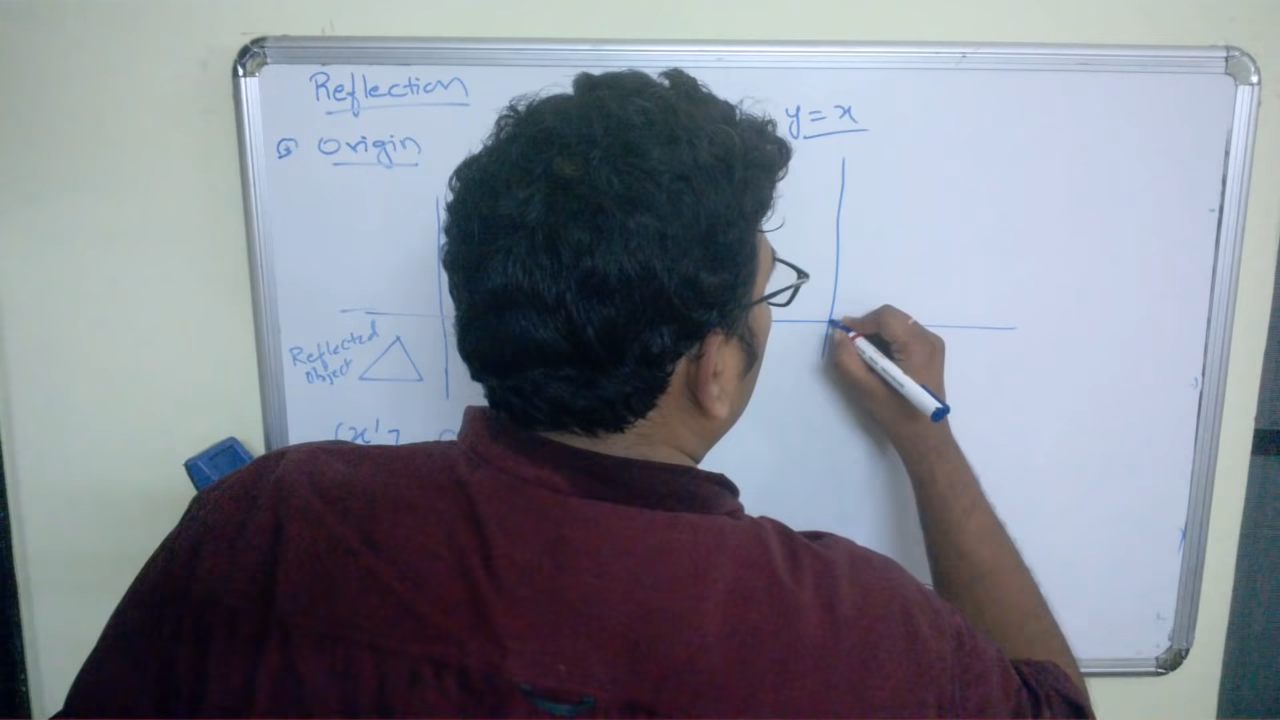 Reflection
Origin
y = x
Reflected
Object